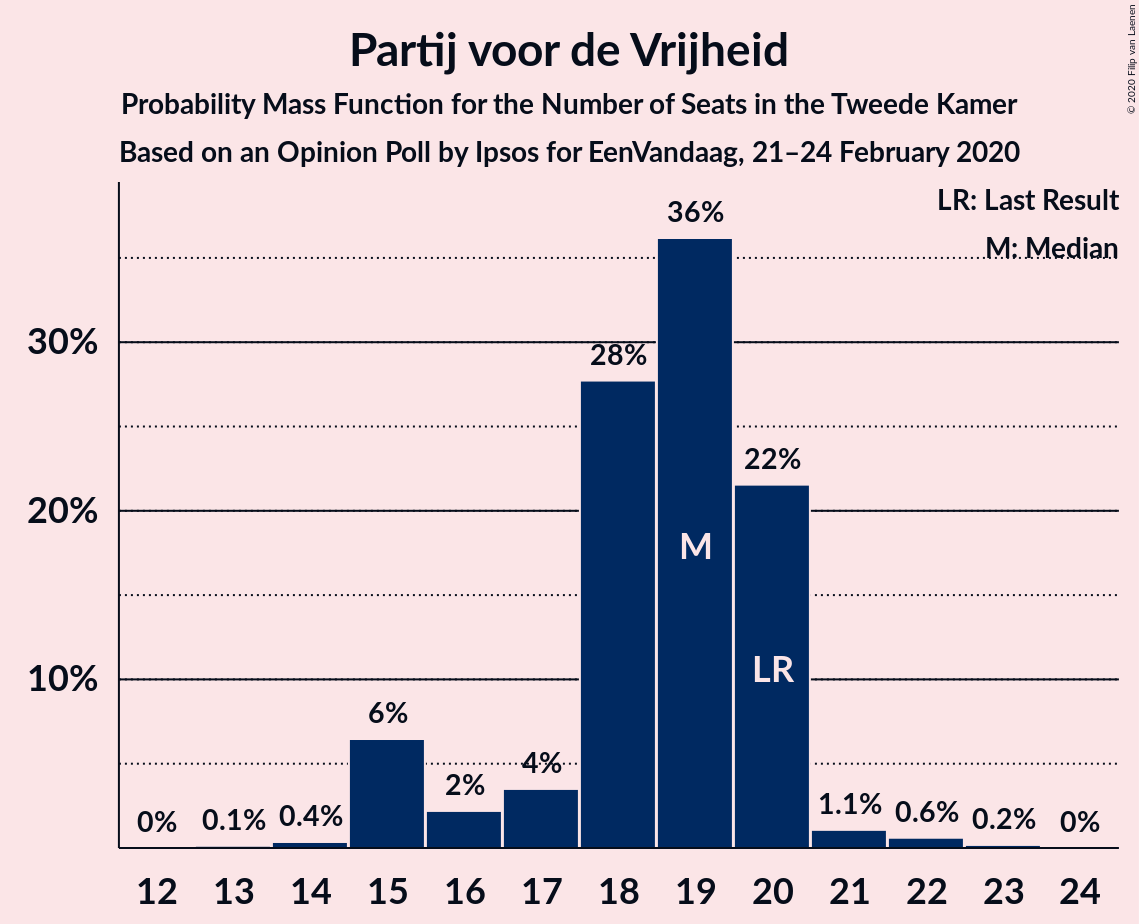 Partij voor de Vrijheid
Probability Mass Function for the Number of Seats in the Tweede Kamer
Based on an Opinion Poll by Ipsos for EenVandaag, 21–24 February 2020
© 2020 Filip van Laenen
LR: Last Result
M: Median
36%
30%
28%
22%
20%
M
LR
10%
6%
4%
2%
1.1%
0.6%
0.4%
0.2%
0.1%
0%
0%
12 13 14 15 16 17 18 19 20 21 22 23 24